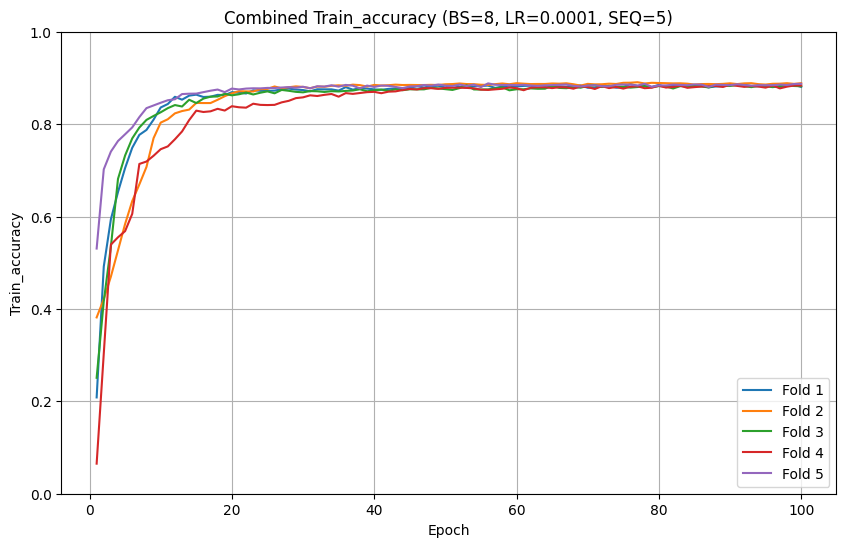 Combined Train_accuracy (BS=8, LR=0.0001, SEQ=5)
Train_accuracy
1.0
0.8
0.6
0.4
0.2
0.0
0
20
40
60
80
100
Epoch
Fold 1
Fold 2
Fold 3
Fold 4
Fold 5